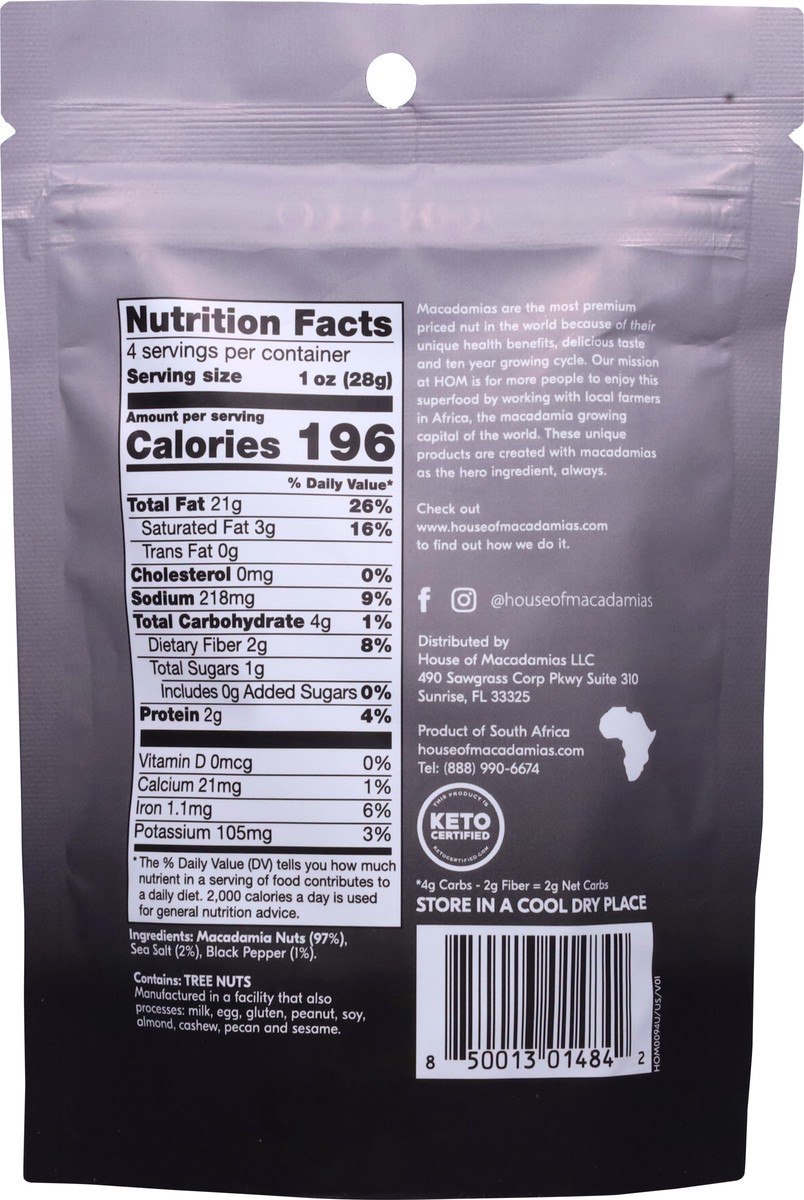 Nutrition Facts
4 servings per container
Serving size 1 oz (28g)
Amount per serving
Calories 196
% Daily Value*
Total Fat 21g 26%
Saturated Fat 3g 16%
Trans Fat 0g
Cholesterol 0mg 0%
Sodium 218mg 9%
Total Carbohydrate 4g 1%
Dietary Fiber 2g 8%
Total Sugars 1g
Includes 0g Added Sugars 0%
Protein 2g 4%
Vitamin D 0mcg 0%
Calcium 21mg 1%
Iron 1.1mg 6%
Potassium 105mg 3%
*The % Daily Value (DV) tells you how much
nutrient in a serving of food contributes to
a daily diet. 2,000 calories a day is used
for general nutrition advice.
Ingredients: Macadamia Nuts (97%),
Sea Salt (2%), Black Pepper (1%).
Contains: TREE NUTS
Manufactured in a facility that also
processes: milk, egg, gluten, peanut, soy,
almond, cashew, pecan and sesame.
Macadamias are the most premium
priced nut in the world because of their
unique health benefits, delicious taste
and ten year growing cycle. Our mission
at HOM is for more people to enjoy this
superfood by working with local farmers
in Africa, the macadamia growing
capital of the world. These unique
products are created with macadamias
as the hero ingredient, always.
Check out
www.houseofmacadamias.com
to find out how we do it.
@houseofmacadamias
Distributed by
House of Macadamias LLC
490 Sawgrass Corp Pkwy Suite 310
Sunrise, FL 33325
Product of South Africa
houseofmacadamias.com
Tel: (888) 990-6674
THIS PRODUCT IS
KETO
CERTIFIED
KETOCERTIFIED.COM
*4g Carbs - 2g Fiber = 2g Net Carbs
STORE IN A COOL DRY PLACE
8 50013 01484 2
HOM0094U/US/V01